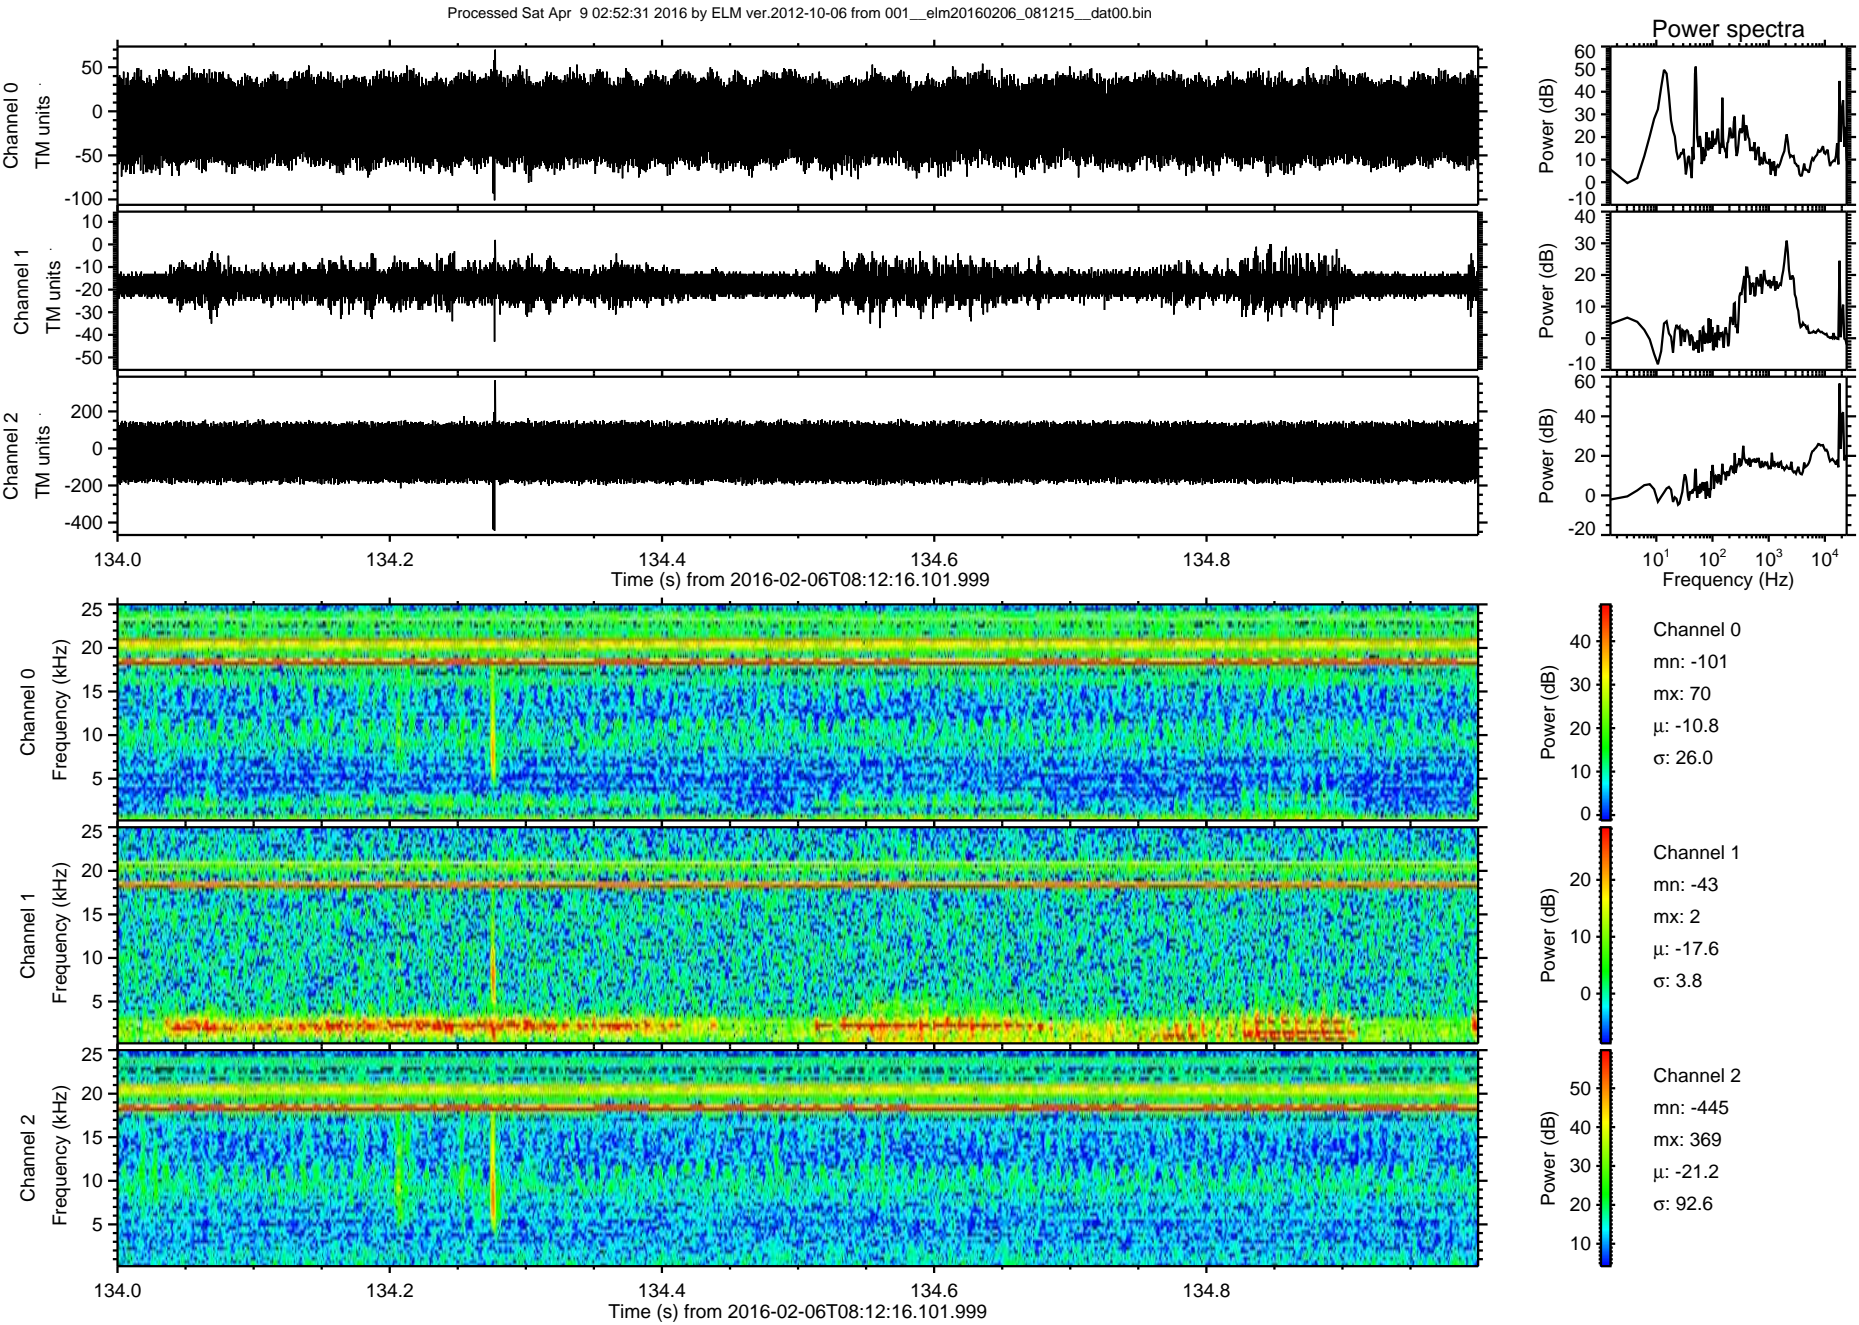 Processed Sat Apr  9 02:52:31 2016 by ELM ver.2012-10-06 from 001__elm20160206_081215__dat00.bin
Power spectra
Channel 0
TM units
50
0
-50
-100
Power (dB)
60
50
40
30
20
10
0
-10
Channel 1
TM units
10
0
-10
-20
-30
-40
-50
Power (dB)
40
30
20
10
0
-10
Channel 2
TM units
200
0
-200
-400
Power (dB)
60
40
20
0
-20
134.0 134.2 134.4 134.6 134.8
Time (s) from 2016-02-06T08:12:16.101.999
10^1 10^2 10^3 10^4
Frequency (Hz)
Channel 0
Frequency (kHz)
25
20
15
10
5
Power (dB)
40
30
20
10
0
Channel 0
mn: -101
mx: 70
μ: -10.8
σ: 26.0
Channel 1
Frequency (kHz)
25
20
15
10
5
Power (dB)
20
10
0
Channel 1
mn: -43
mx: 2
μ: -17.6
σ: 3.8
Channel 2
Frequency (kHz)
25
20
15
10
5
Power (dB)
50
40
30
20
10
Channel 2
mn: -445
mx: 369
μ: -21.2
σ: 92.6
134.0 134.2 134.4 134.6 134.8
Time (s) from 2016-02-06T08:12:16.101.999